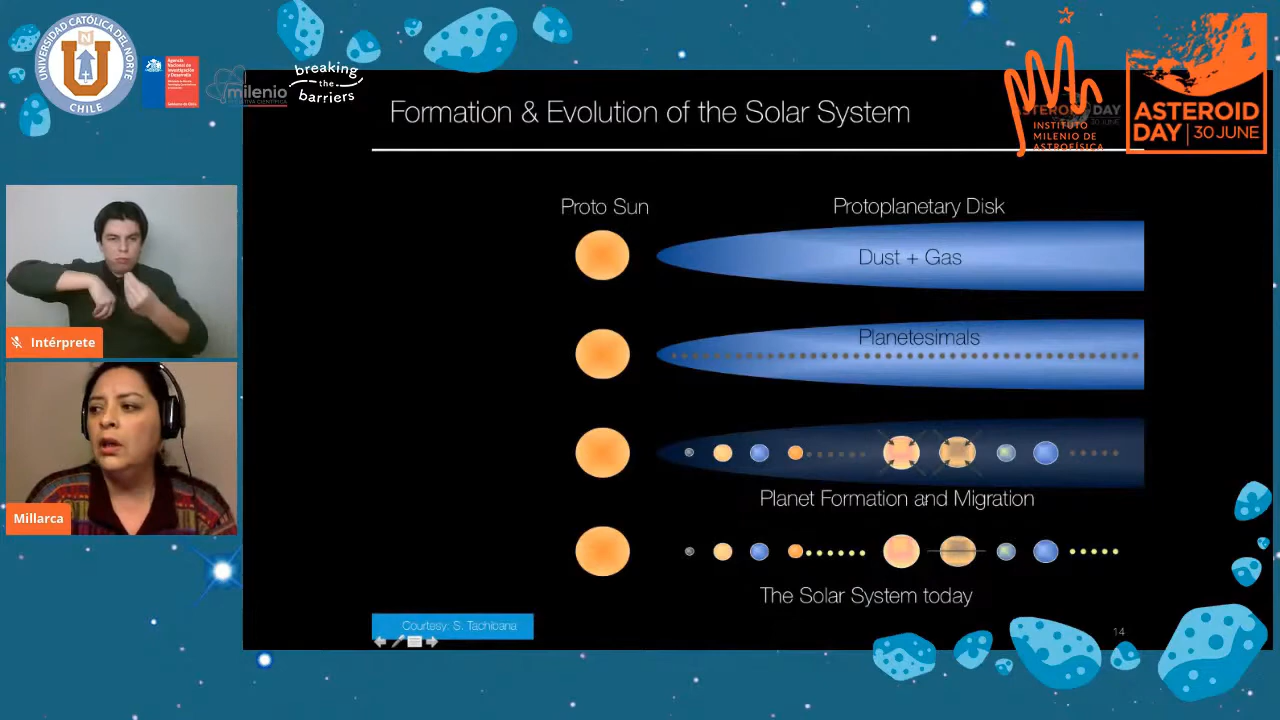 UNIVERSIDAD CATÓLICA DEL NORTE
CHILE
milenio
breaking
the
barriers
Formation & Evolution of the Solar System
INSTITUTO
MILENIO DE
ASTROFÍSICA
ASTEROID
DAY | 30 JUNE
Proto Sun
Protoplanetary Disk
Dust + Gas
Planetesimals
Intérprete
Planet Formation and Migration
Millarca
The Solar System today
Courtesy: S. Tachibana
14